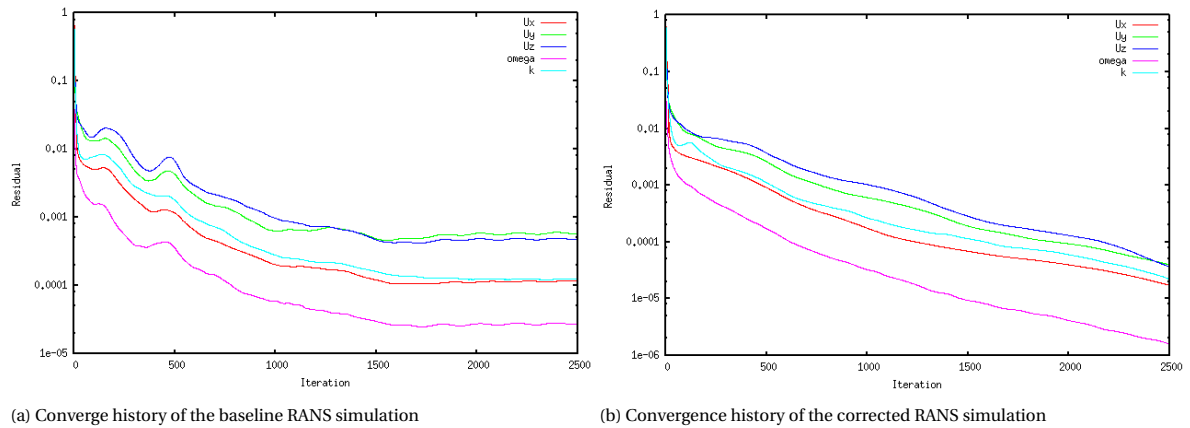 1
0.1
0.01
0.001
0.0001
1e-05
0
500
1000
1500
2000
2500
Residual
Iteration
Ux
Uy
Uz
omega
k
(a) Converge history of the baseline RANS simulation
1
0.1
0.01
0.001
0.0001
1e-05
1e-06
0
500
1000
1500
2000
2500
Residual
Iteration
Ux
Uy
Uz
omega
k
(b) Convergence history of the corrected RANS simulation